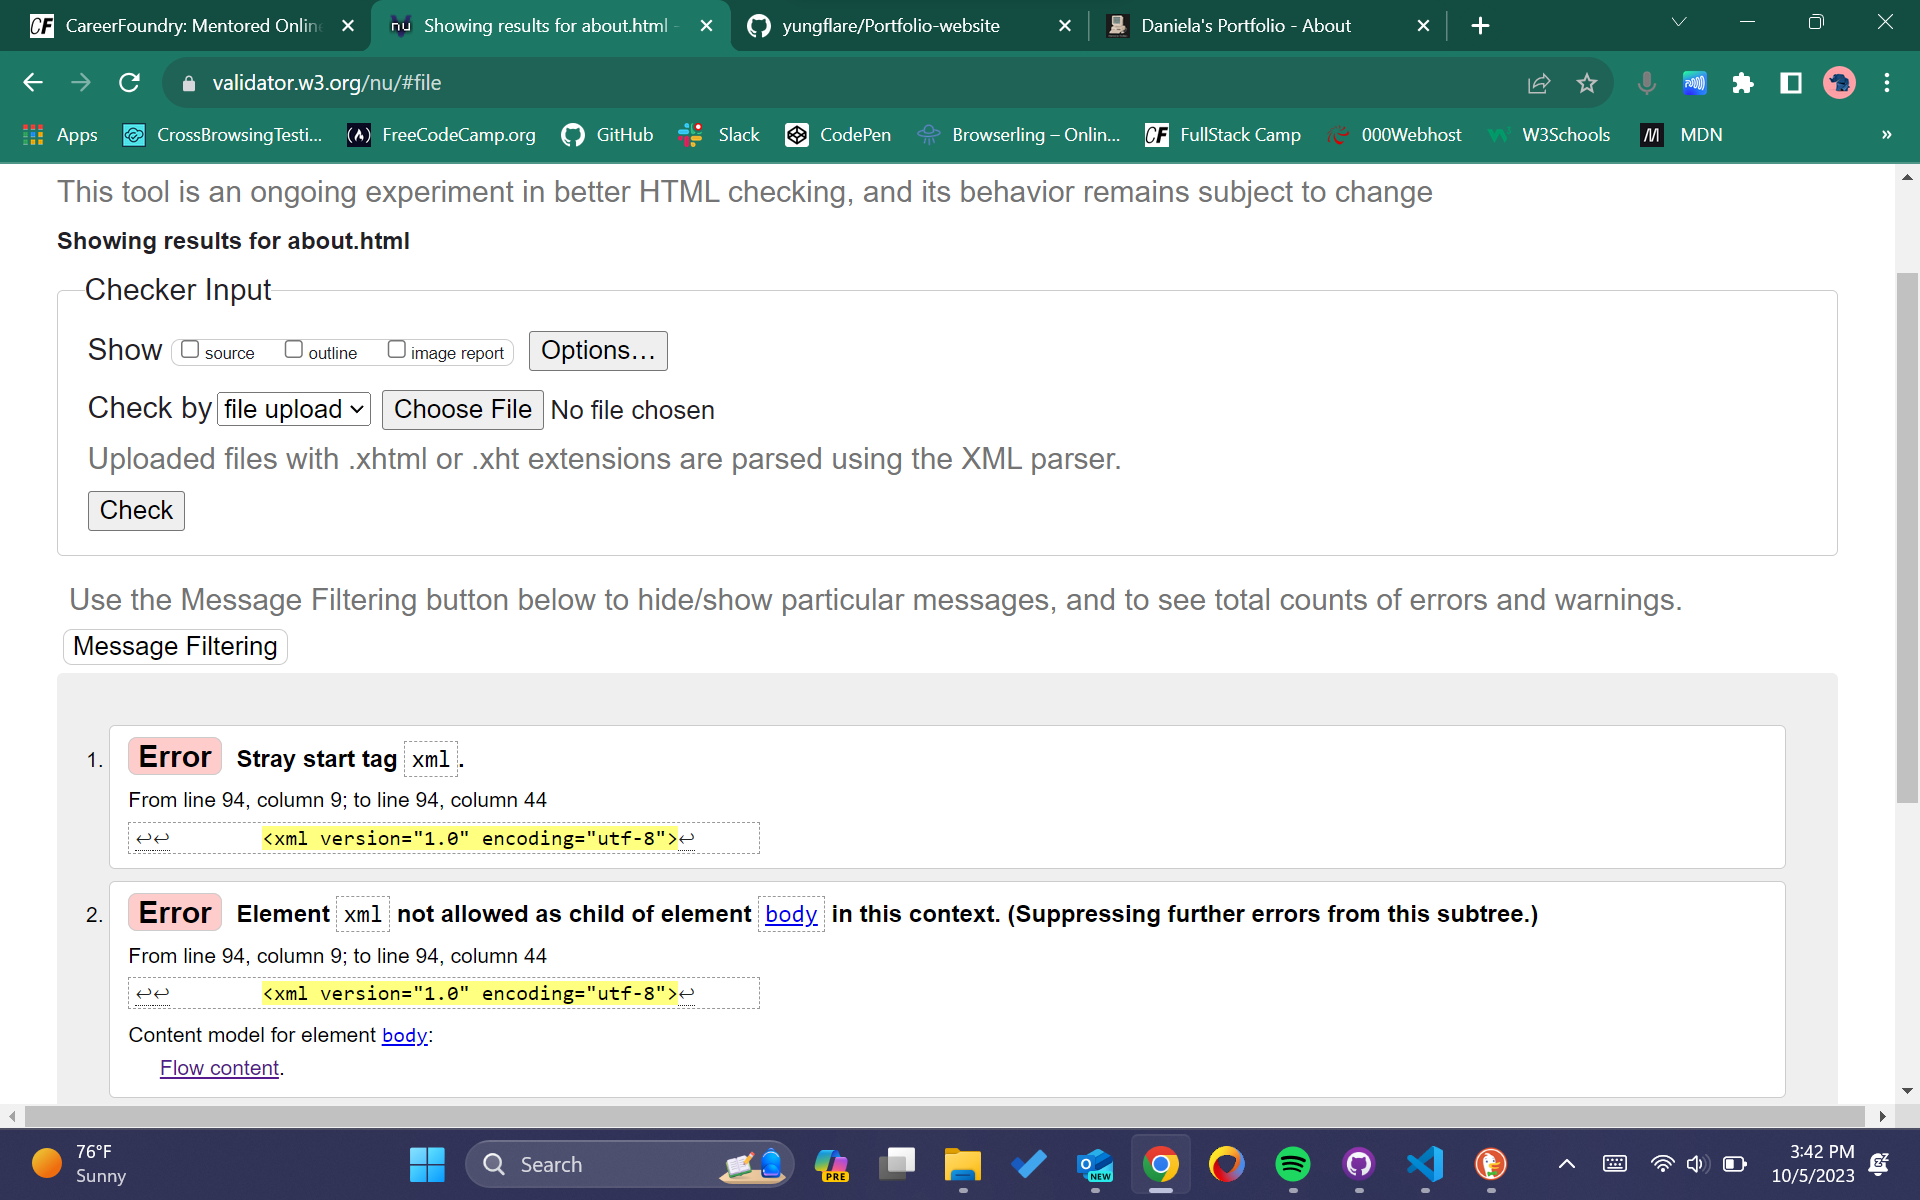 CareerFoundry: Mentored Online
Showing results for about.html -
yungflare/Portfolio-website
Daniela's Portfolio - About
validator.w3.org/nu/#file
Apps
CrossBrowsingTesti...
FreeCodeCamp.org
GitHub
Slack
CodePen
Browserling – Onlin...
FullStack Camp
000Webhost
W3Schools
MDN
»
This tool is an ongoing experiment in better HTML checking, and its behavior remains subject to change
Showing results for about.html
Checker Input
Show source outline image report Options...
Check by file upload Choose File No file chosen
Uploaded files with .xhtml or .xht extensions are parsed using the XML parser.
Check
Use the Message Filtering button below to hide/show particular messages, and to see total counts of errors and warnings.
Message Filtering
1. Error Stray start tag xml.
From line 94, column 9; to line 94, column 44
↩↩ <xml version="1.0" encoding="utf-8">↩
2. Error Element xml not allowed as child of element body in this context. (Suppressing further errors from this subtree.)
From line 94, column 9; to line 94, column 44
↩↩ <xml version="1.0" encoding="utf-8">↩
Content model for element body:
Flow content.
76°F
Sunny
Search
PRE
NEW
3:42 PM
10/5/2023